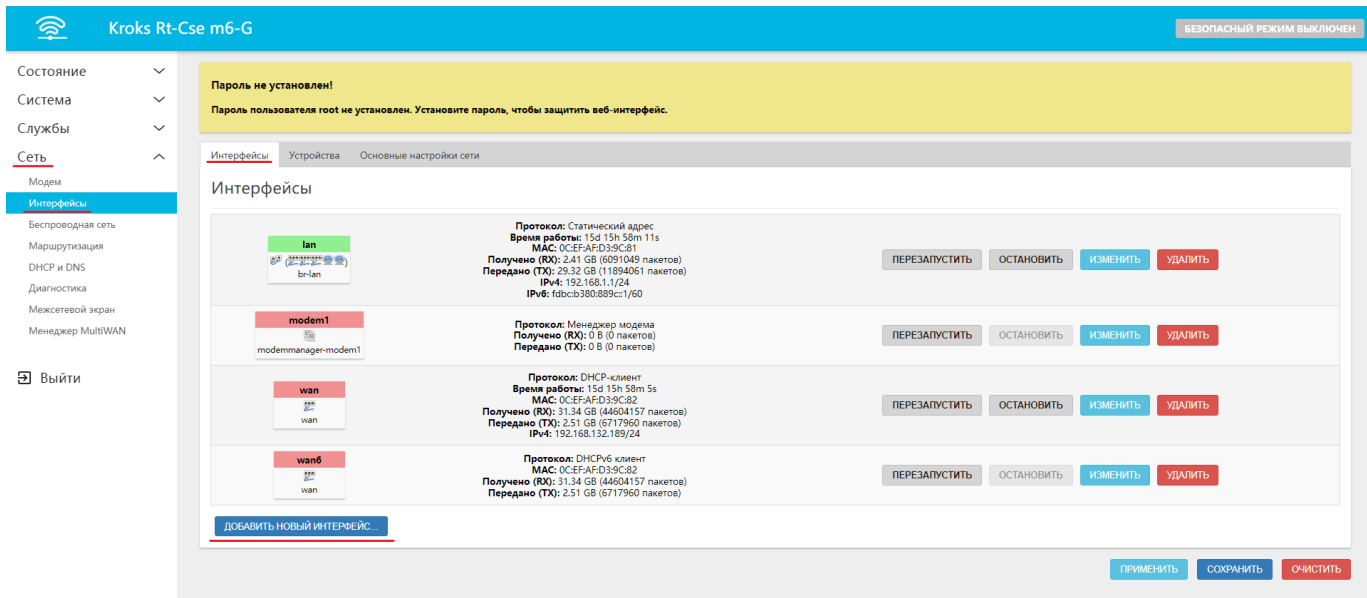 Kroks Rt-Cse m6-G
БЕЗОПАСНЫЙ РЕЖИМ ВЫКЛЮЧЕН
Состояние
Система
Службы
Сеть
Модем
Интерфейсы
Беспроводная сеть
Маршрутизация
DHCP и DNS
Диагностика
Межсетевой экран
Менеджер MultiWAN
Выйти
Пароль не установлен!
Пароль пользователя root не установлен. Установите пароль, чтобы защитить веб-интерфейс.
Интерфейсы Устройства Основные настройки сети
Интерфейсы
lan
br-lan
Протокол: Статический адрес
Время работы: 15d 15h 58m 11s
MAC: 0C:EF:AF:D3:9C:81
Получено (RX): 2.41 GB (6091049 пакетов)
Передано (TX): 29.32 GB (11894061 пакетов)
IPv4: 192.168.1.1/24
IPv6: fdbc:b380:889c::1/60
ПЕРЕЗАПУСТИТЬ ОСТАНОВИТЬ ИЗМЕНИТЬ УДАЛИТЬ
modem1
modemmanager-modem1
Протокол: Менеджер модема
Получено (RX): 0 B (0 пакетов)
Передано (TX): 0 B (0 пакетов)
ПЕРЕЗАПУСТИТЬ ОСТАНОВИТЬ ИЗМЕНИТЬ УДАЛИТЬ
wan
wan
Протокол: DHCP-клиент
Время работы: 15d 15h 58m 5s
MAC: 0C:EF:AF:D3:9C:82
Получено (RX): 31.34 GB (44604157 пакетов)
Передано (TX): 2.51 GB (6717960 пакетов)
IPv4: 192.168.132.189/24
ПЕРЕЗАПУСТИТЬ ОСТАНОВИТЬ ИЗМЕНИТЬ УДАЛИТЬ
wan6
wan
Протокол: DHCPv6 клиент
MAC: 0C:EF:AF:D3:9C:82
Получено (RX): 31.34 GB (44604157 пакетов)
Передано (TX): 2.51 GB (6717960 пакетов)
ПЕРЕЗАПУСТИТЬ ОСТАНОВИТЬ ИЗМЕНИТЬ УДАЛИТЬ
ДОБАВИТЬ НОВЫЙ ИНТЕРФЕЙС...
ПРИМЕНИТЬ СОХРАНИТЬ ОЧИСТИТЬ